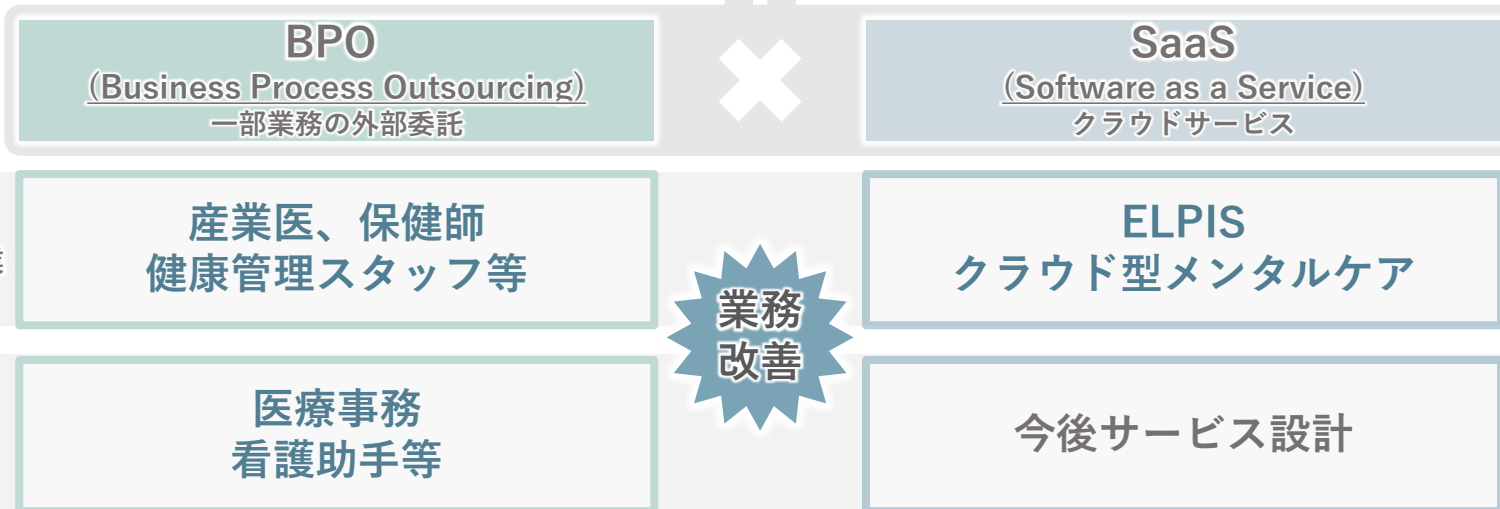 BPO
(Business Process Outsourcing)
一部業務の外部委託
SaaS
(Software as a Service)
クラウドサービス
産業医、保健師
健康管理スタッフ等
ELPIS
クラウド型メンタルケア
業務
改善
医療事務
看護助手等
今後サービス設計